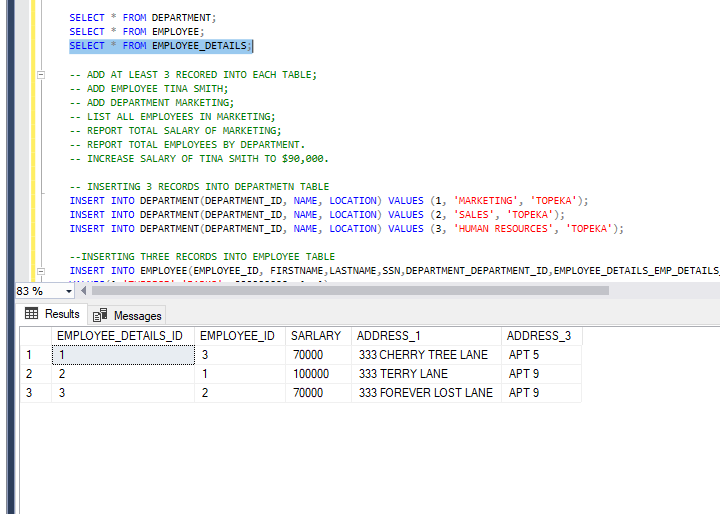 SELECT * FROM DEPARTMENT;
SELECT * FROM EMPLOYEE;
SELECT * FROM EMPLOYEE_DETAILS;
-- ADD AT LEAST 3 RECORED INTO EACH TABLE;
-- ADD EMPLOYEE TINA SMITH;
-- ADD DEPARTMENT MARKETING;
-- LIST ALL EMPLOYEES IN MARKETING;
-- REPORT TOTAL SALARY OF MARKETING;
-- REPORT TOTAL EMPLOYEES BY DEPARTMENT.
-- INCREASE SALARY OF TINA SMITH TO $90,000.
-- INSERTING 3 RECORDS INTO DEPARTMETN TABLE
INSERT INTO DEPARTMENT(DEPARTMENT_ID, NAME, LOCATION) VALUES (1, 'MARKETING', 'TOPEKA');
INSERT INTO DEPARTMENT(DEPARTMENT_ID, NAME, LOCATION) VALUES (2, 'SALES', 'TOPEKA');
INSERT INTO DEPARTMENT(DEPARTMENT_ID, NAME, LOCATION) VALUES (3, 'HUMAN RESOURCES', 'TOPEKA');
--INSERTING THREE RECORDS INTO EMPLOYEE TABLE
INSERT INTO EMPLOYEE(EMPLOYEE_ID, FIRSTNAME,LASTNAME,SSN,DEPARTMENT_DEPARTMENT_ID,EMPLOYEE_DETAILS_EMP_DETAILS_
83 %
Results Messages
EMPLOYEE_DETAILS_ID EMPLOYEE_ID SARLARY ADDRESS_1 ADDRESS_3
1 1 3 70000 333 CHERRY TREE LANE APT 5
2 2 1 100000 333 TERRY LANE APT 9
3 3 2 70000 333 FOREVER LOST LANE APT 9